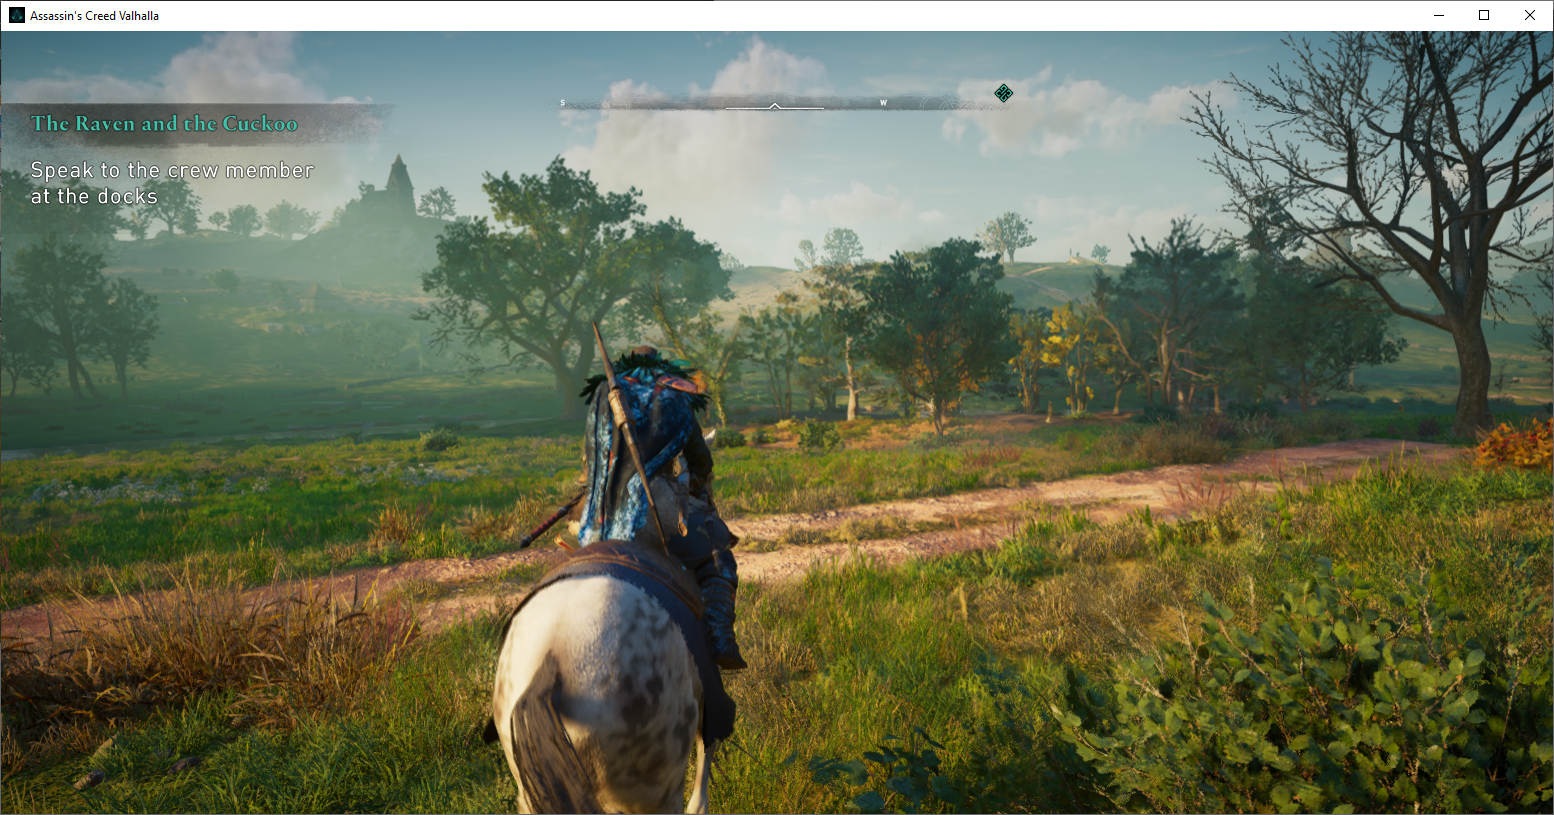 Assassin's Creed Valhalla
S
W
The Raven and the Cuckoo
Speak to the crew member
at the docks